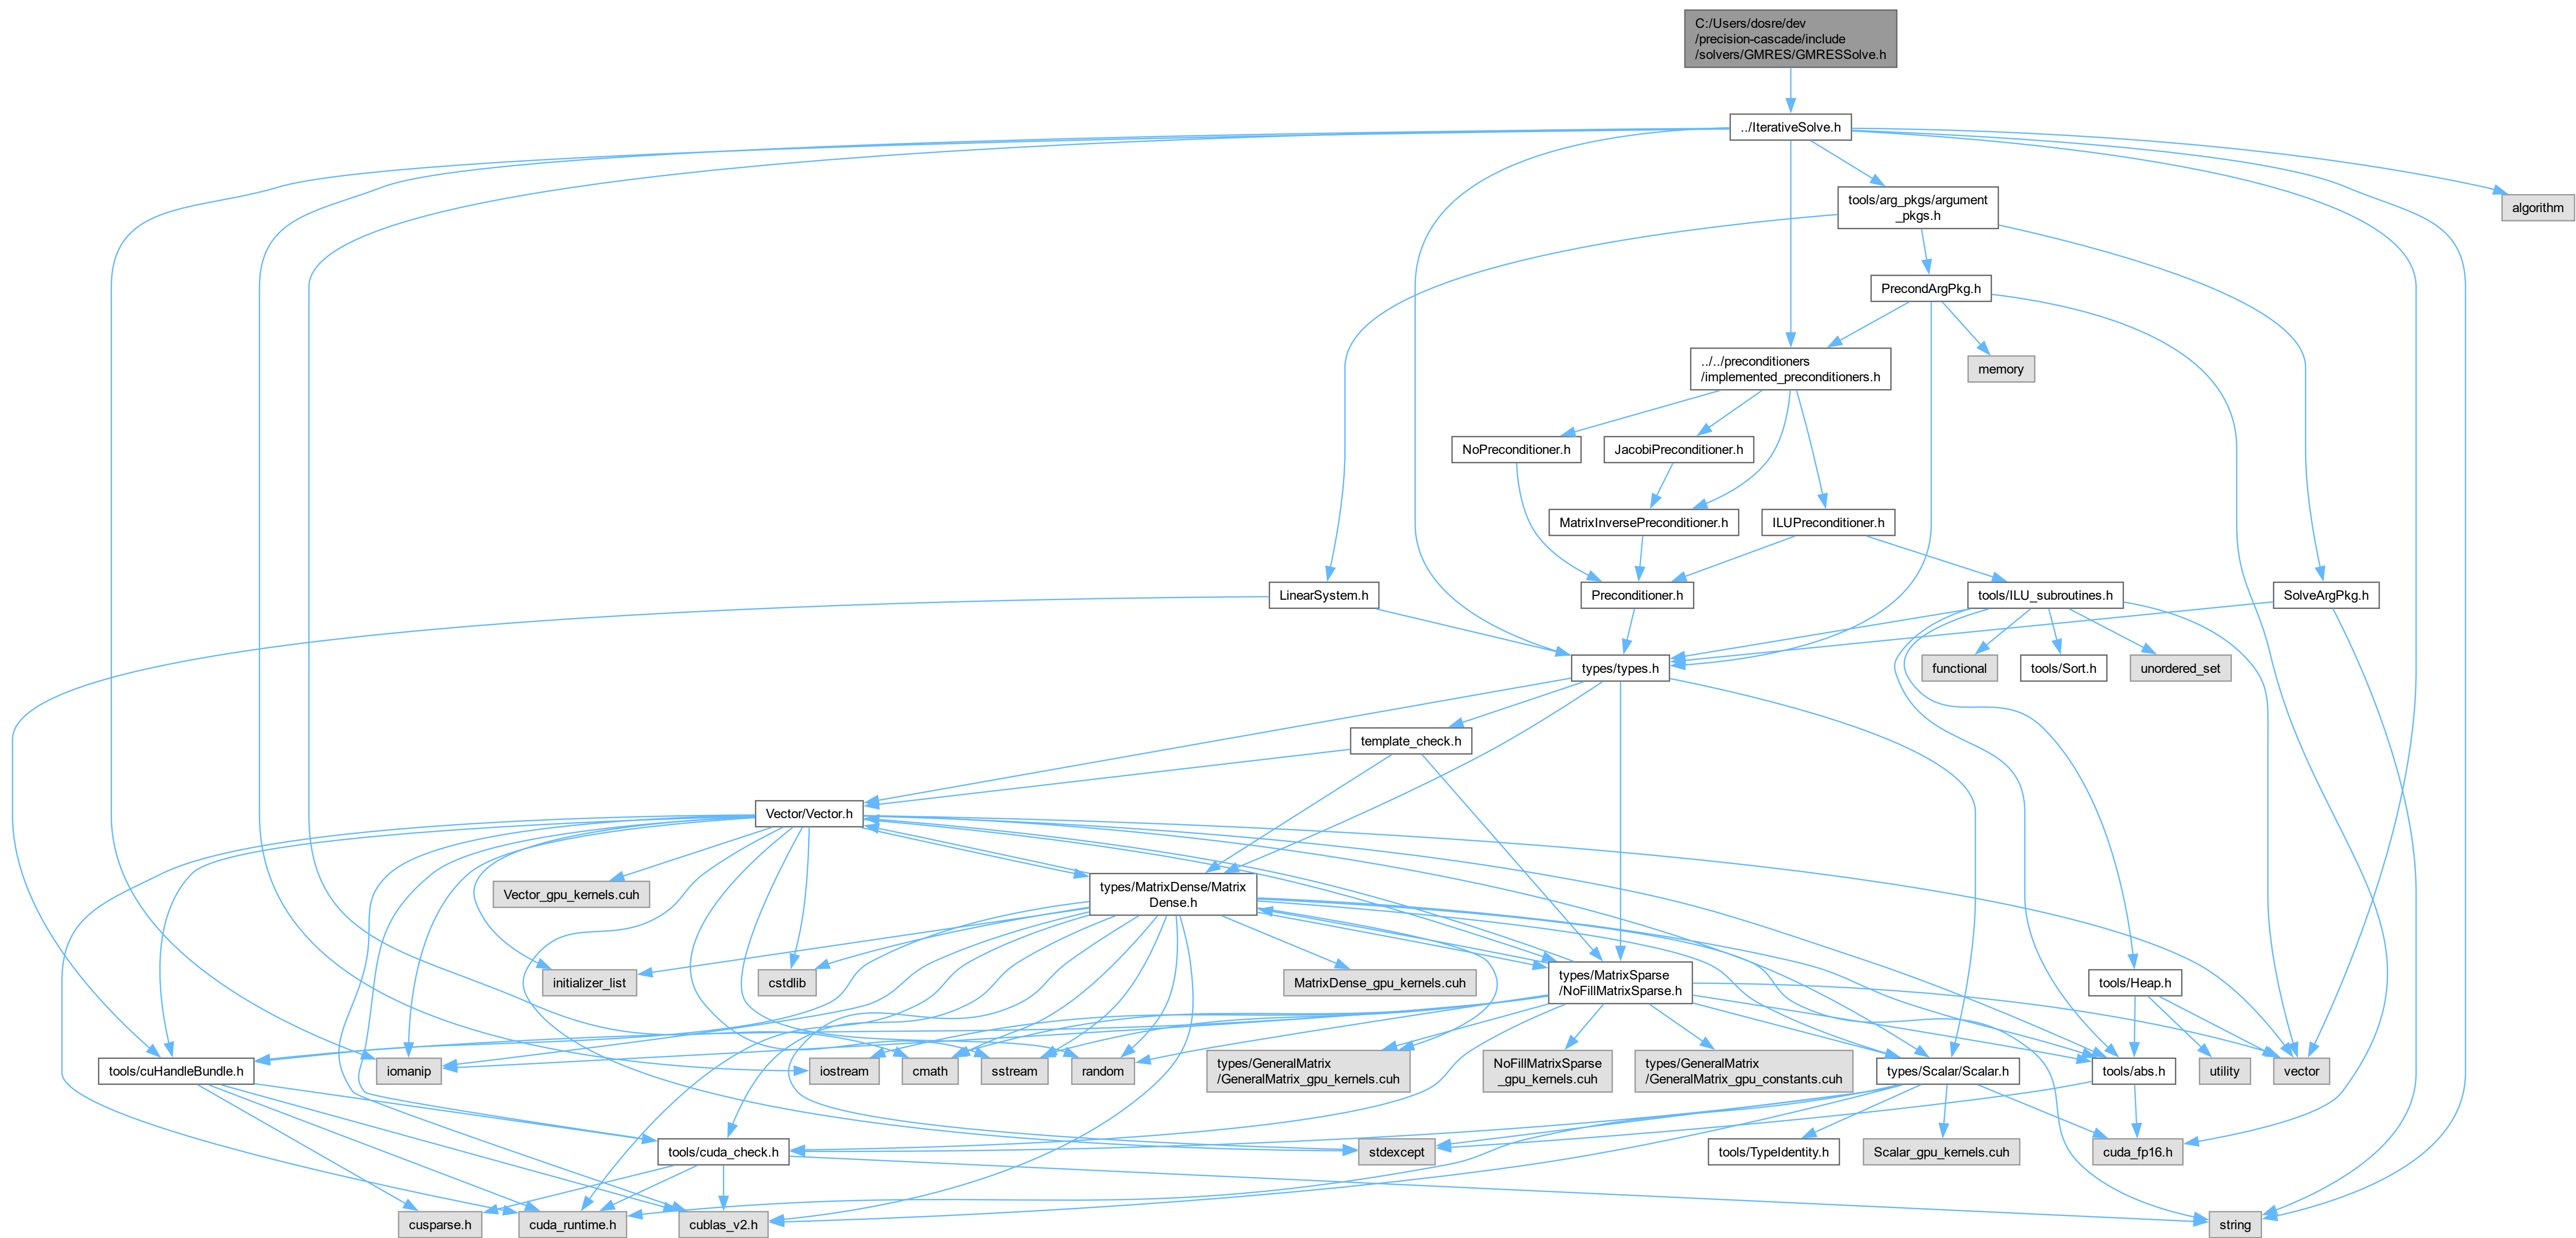 C:/Users/dosre/dev
/precision-cascade/include
/solvers/GMRES/GMRESSolve.h
../IterativeSolve.h
tools/arg_pkgs/argument
_pkgs.h
algorithm
PrecondArgPkg.h
../../preconditioners
/implemented_preconditioners.h
memory
NoPreconditioner.h
JacobiPreconditioner.h
MatrixInversePreconditioner.h
ILUPreconditioner.h
LinearSystem.h
Preconditioner.h
tools/ILU_subroutines.h
SolveArgPkg.h
types/types.h
functional
tools/Sort.h
unordered_set
template_check.h
Vector/Vector.h
Vector_gpu_kernels.cuh
types/MatrixDense/Matrix
Dense.h
initializer_list
cstdlib
MatrixDense_gpu_kernels.cuh
types/MatrixSparse
/NoFillMatrixSparse.h
tools/Heap.h
tools/cuHandleBundle.h
iomanip
iostream
cmath
sstream
random
types/GeneralMatrix
/GeneralMatrix_gpu_kernels.cuh
NoFillMatrixSparse
_gpu_kernels.cuh
types/GeneralMatrix
/GeneralMatrix_gpu_constants.cuh
types/Scalar/Scalar.h
tools/abs.h
utility
vector
tools/cuda_check.h
stdexcept
tools/TypeIdentity.h
Scalar_gpu_kernels.cuh
cuda_fp16.h
cusparse.h
cuda_runtime.h
cublas_v2.h
string